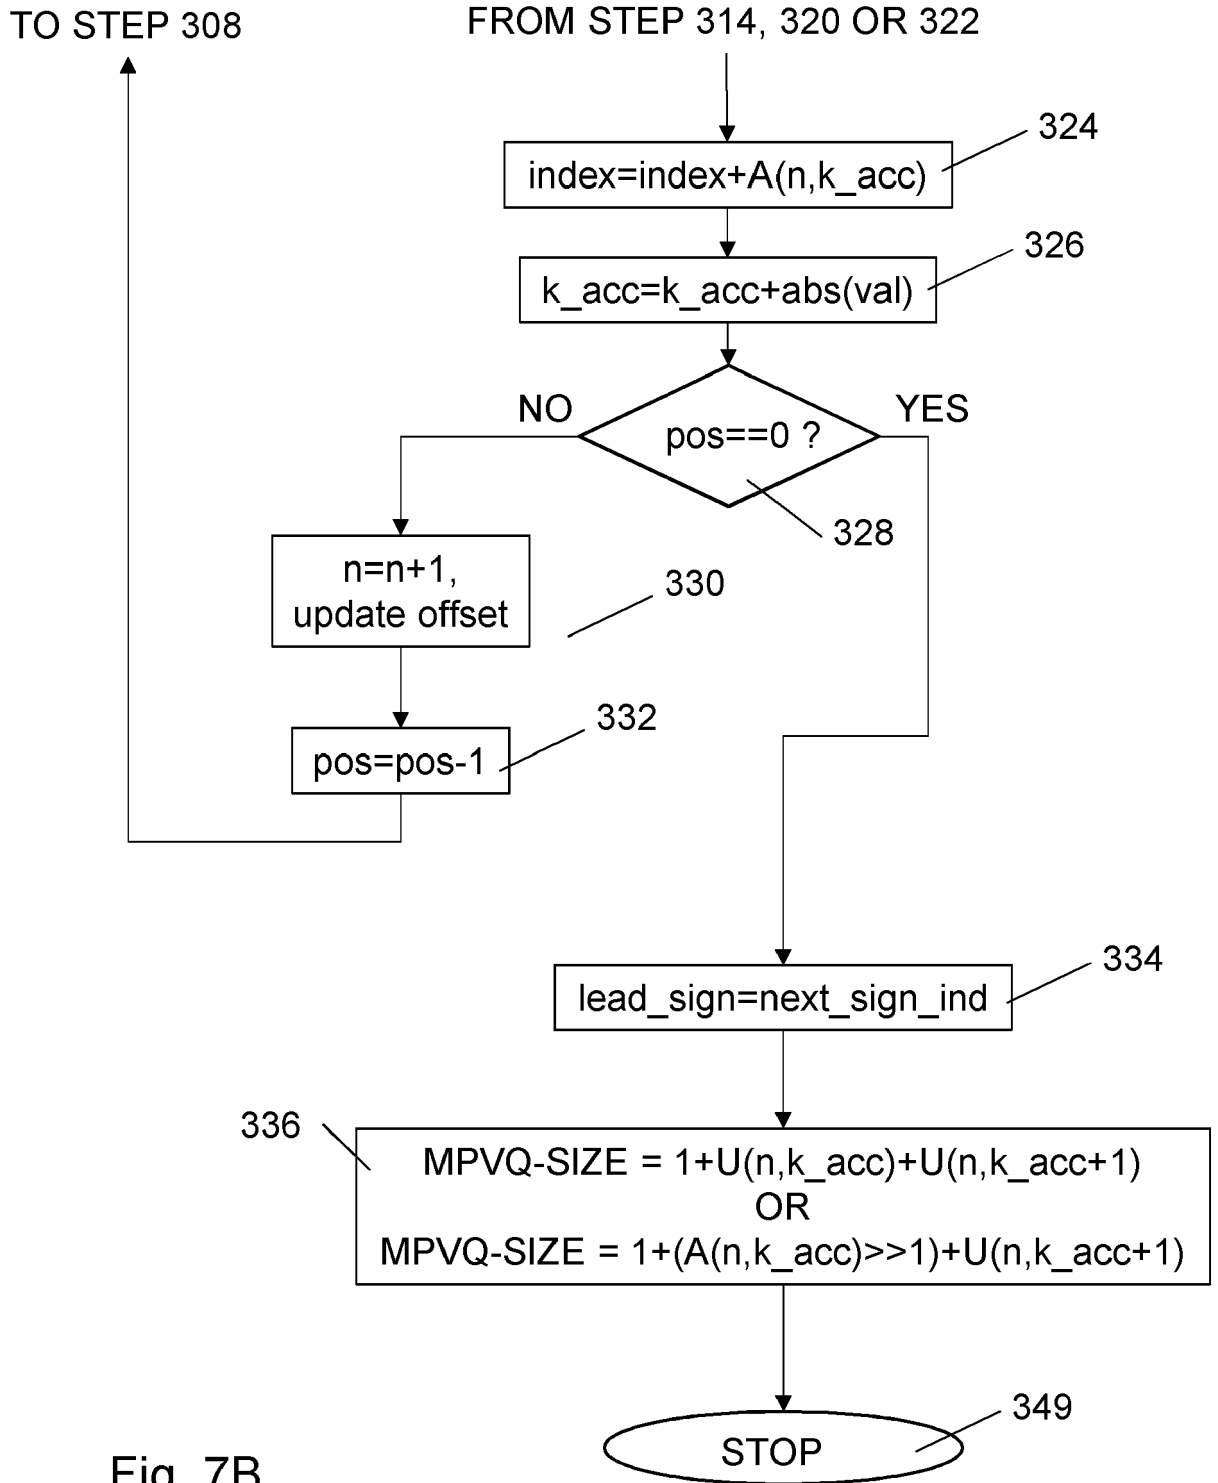 TO STEP 308
FROM STEP 314, 320 OR 322
324
index=index+A(n,k_acc)
326
k_acc=k_acc+abs(val)
NO
YES
pos==0 ?
328
n=n+1,
update offset
330
332
pos=pos-1
334
lead_sign=next_sign_ind
336
MPVQ-SIZE = 1+U(n,k_acc)+U(n,k_acc+1)
OR
MPVQ-SIZE = 1+(A(n,k_acc)>>1)+U(n,k_acc+1)
349
STOP
Fig. 7B